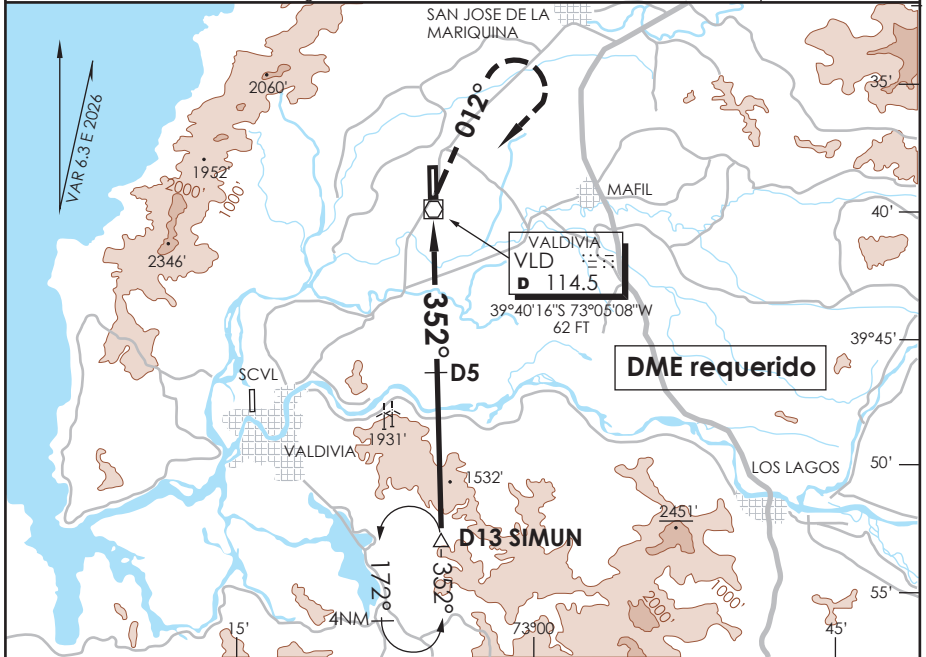 SAN JOSE DE LA
MARIQUINA
2060'
35'
VAR 6.3 E 2026
012°
1952'
2000'
1000'
MAFIL
40'
2346'
VALDIVIA
VLD
D 114.5
39°40'16"S 73°05'08"W
62 FT
352°
39°45'
D5
DME requerido
SCVL
1931'
VALDIVIA
1532'
LOS LAGOS
50'
2451'
D13 SIMUN
172°
352°
4NM
2000'
1000'
55'
15'
73°00'
45'